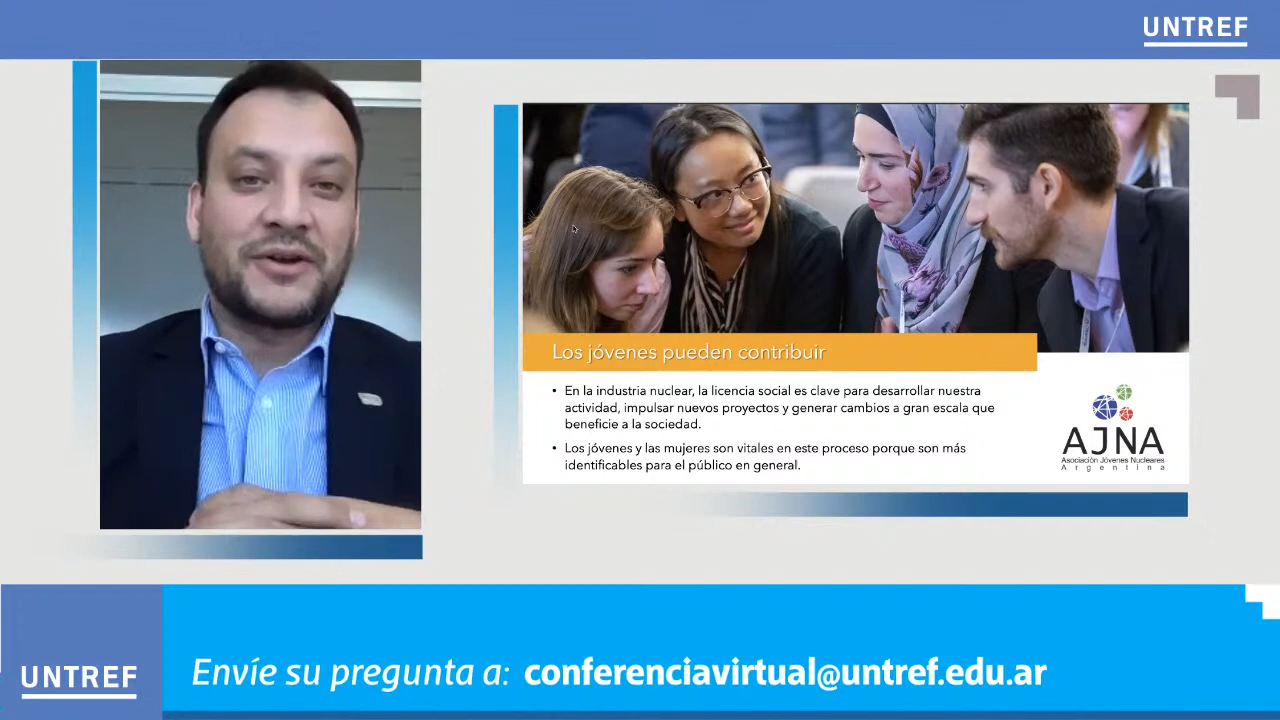 UNTREF
Los jóvenes pueden contribuir
• En la industria nuclear, la licencia social es clave para desarrollar nuestra
actividad, impulsar nuevos proyectos y generar cambios a gran escala que
beneficie a la sociedad.
• Los jóvenes y las mujeres son vitales en este proceso porque son más
identificables para el público en general.
AJNA
Asociación Jóvenes Nucleares
Argentina
UNTREF
Envíe su pregunta a: conferenciavirtual@untref.edu.ar